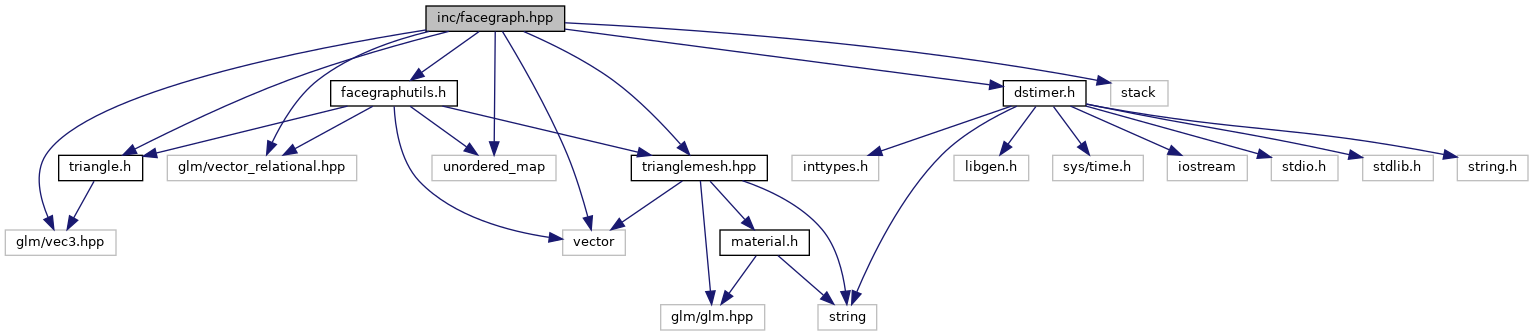 inc/facegraph.hpp
facegraphutils.h
dstimer.h
stack
triangle.h
glm/vector_relational.hpp
unordered_map
trianglemesh.hpp
inttypes.h
libgen.h
sys/time.h
iostream
stdio.h
stdlib.h
string.h
glm/vec3.hpp
vector
material.h
glm/glm.hpp
string